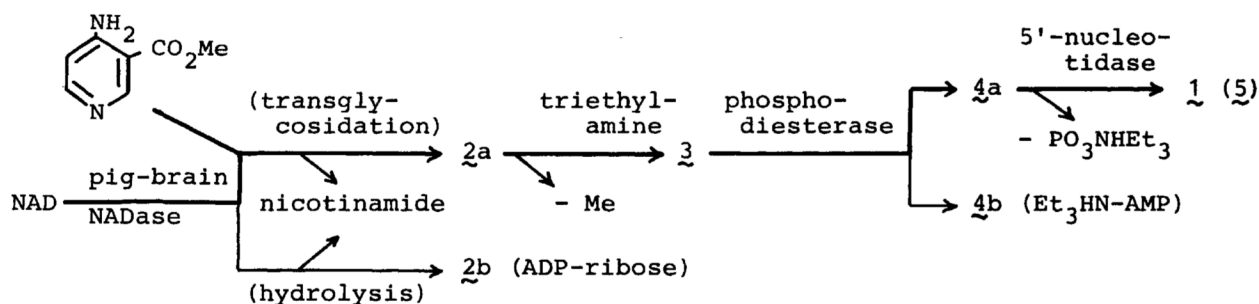 NH2
CO2Me
N
(transgly-
cosidation)
triethyl-
amine
phospho-
diesterase
5'-nucleo-
tidase
4a
1 (5)
- PO3NHEt3
2a
3
- Me
NAD
pig-brain
NADase
nicotinamide
4b (Et3HN-AMP)
2b (ADP-ribose)
(hydrolysis)